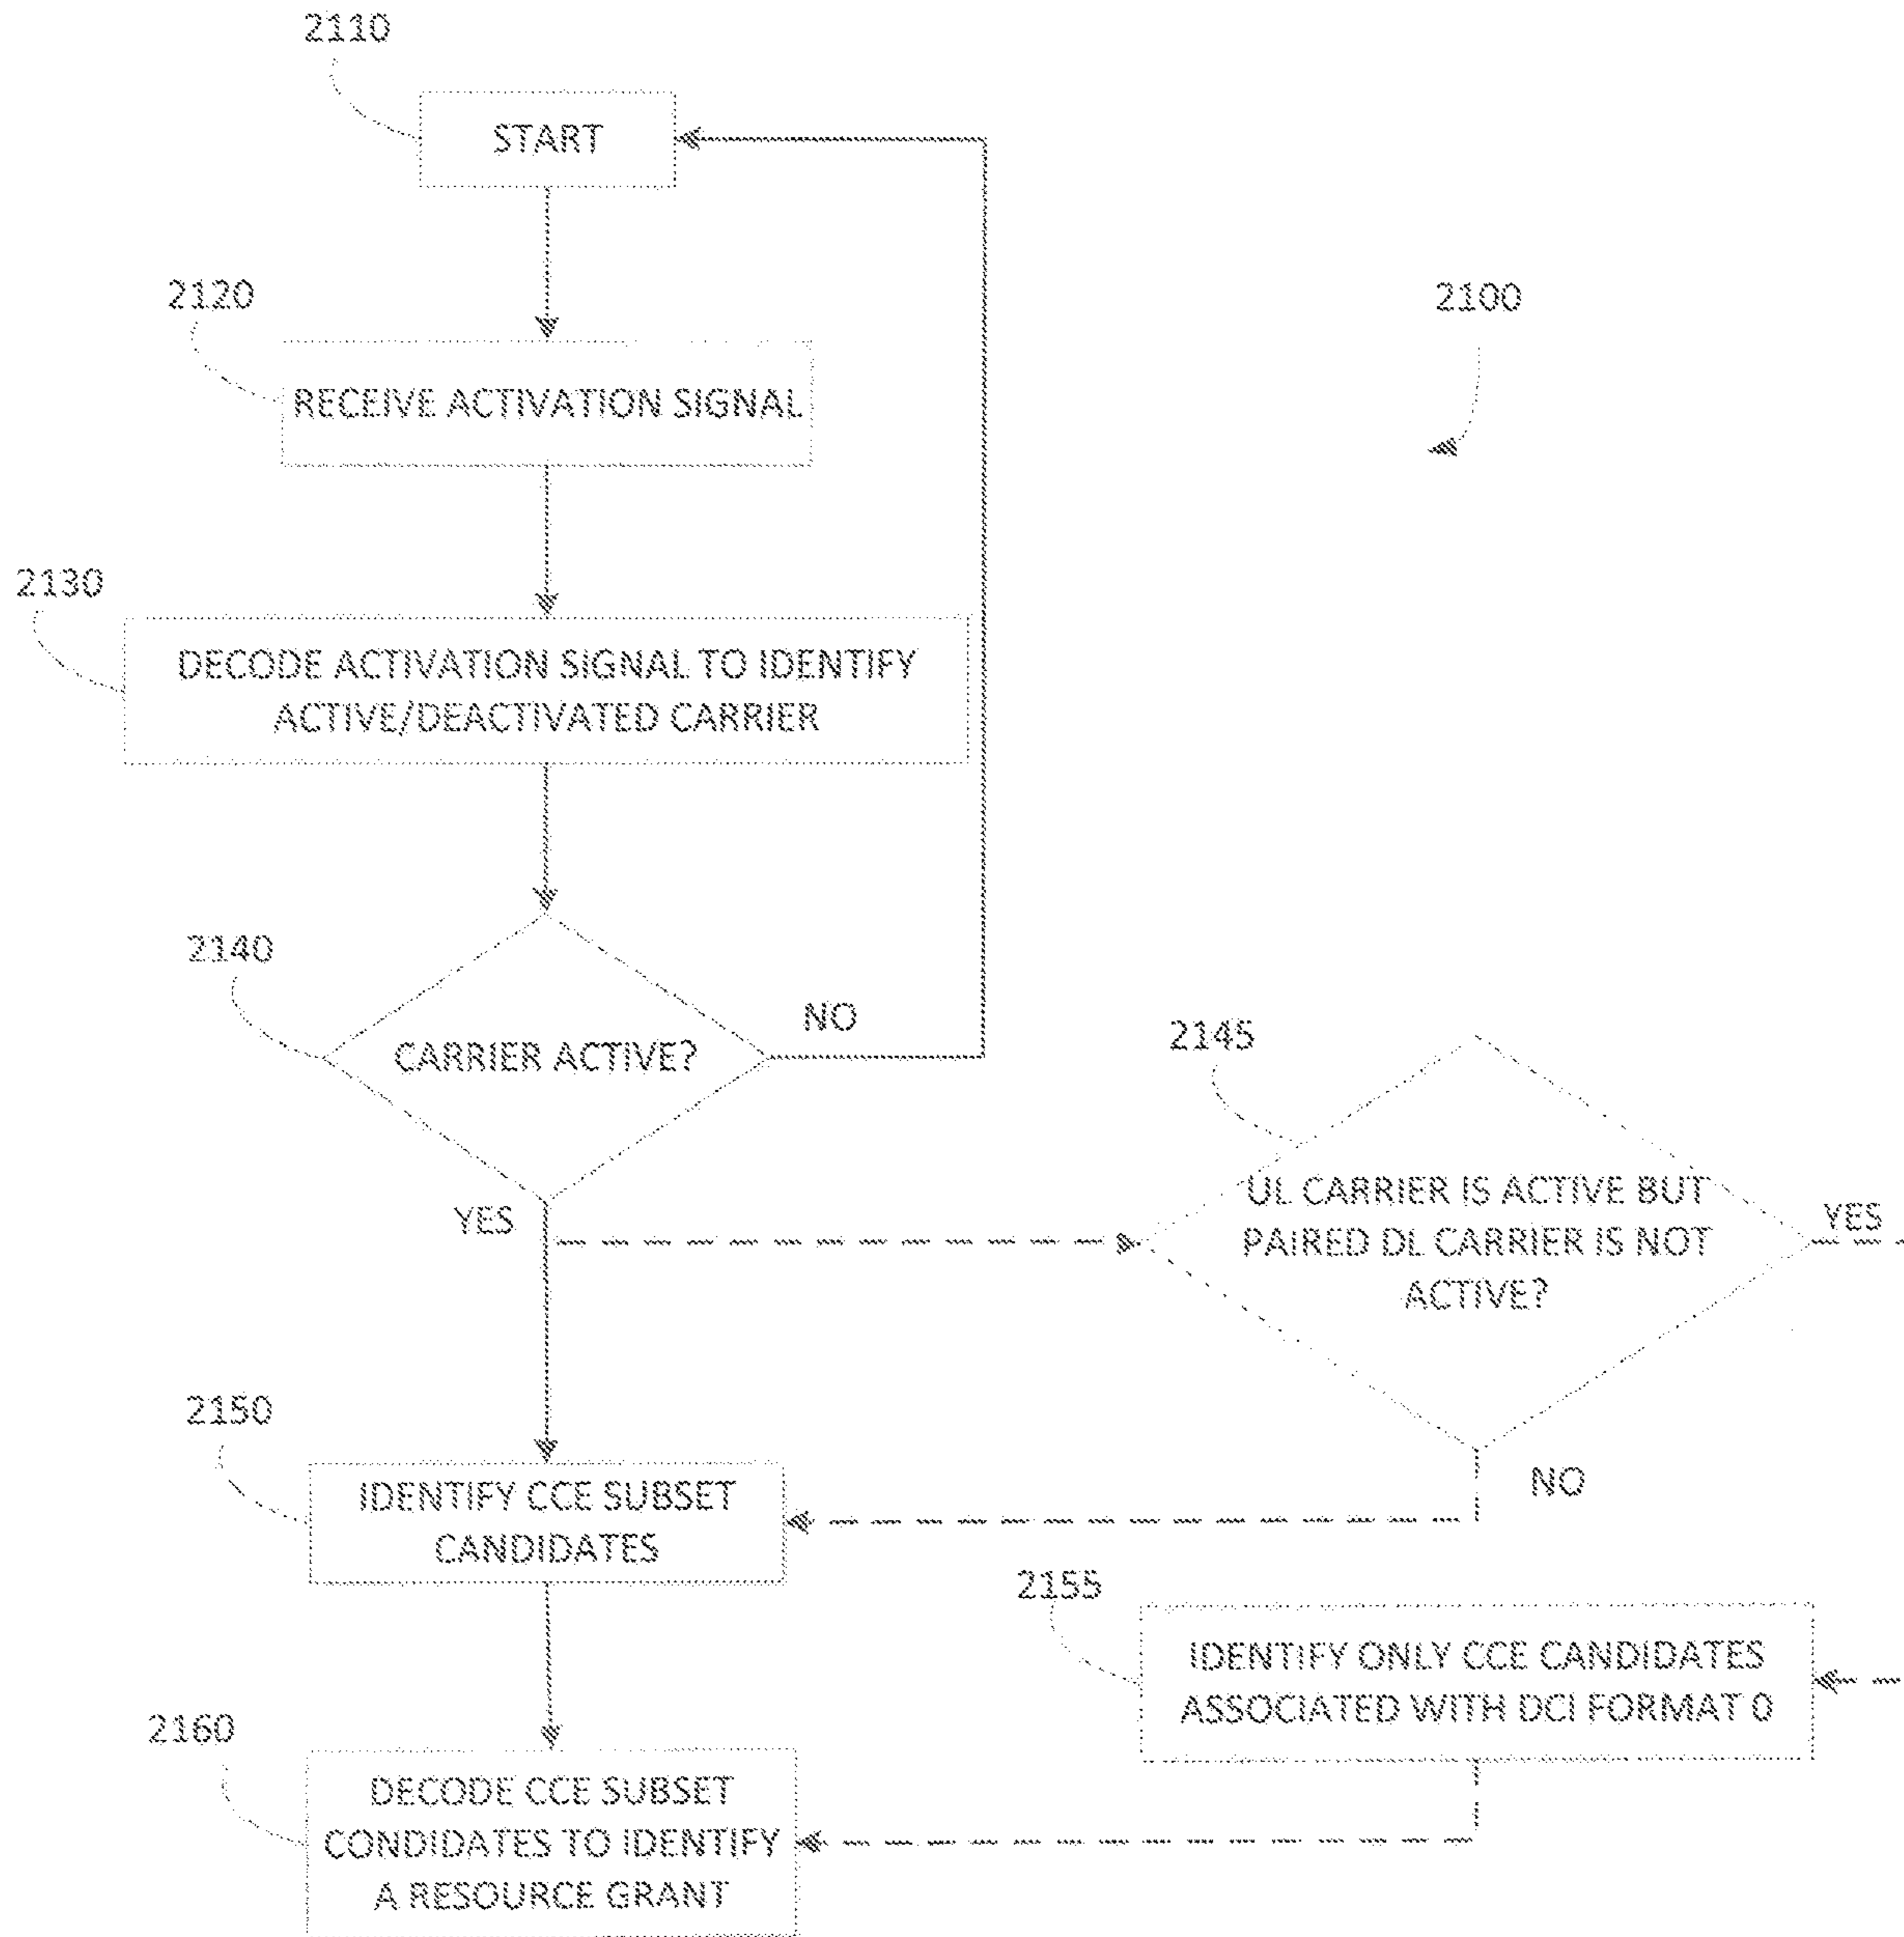 2110
START
2120
2100
RECEIVE ACTIVATION SIGNAL
2130
DECODE ACTIVATION SIGNAL TO IDENTIFY
ACTIVE/DEACTIVATED CARRIER
2140
CARRIER ACTIVE?
NO
YES
2145
UL CARRIER IS ACTIVE BUT
PAIRED DL CARRIER IS NOT
ACTIVE?
YES
NO
2150
IDENTIFY CCE SUBSET
CANDIDATES
2155
IDENTIFY ONLY CCE CANDIDATES
ASSOCIATED WITH DCI FORMAT 0
2160
DECODE CCE SUBSET
CONDIDATES TO IDENTIFY
A RESOURCE GRANT